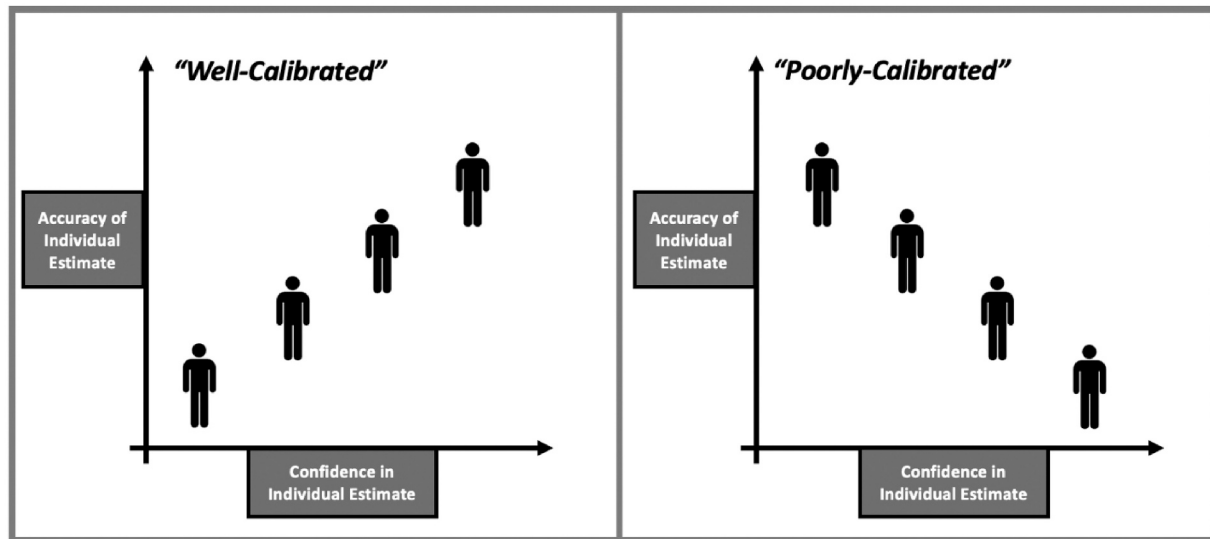 “Well-Calibrated”
Accuracy of
Individual
Estimate
Confidence in
Individual Estimate
“Poorly-Calibrated”
Accuracy of
Individual
Estimate
Confidence in
Individual Estimate